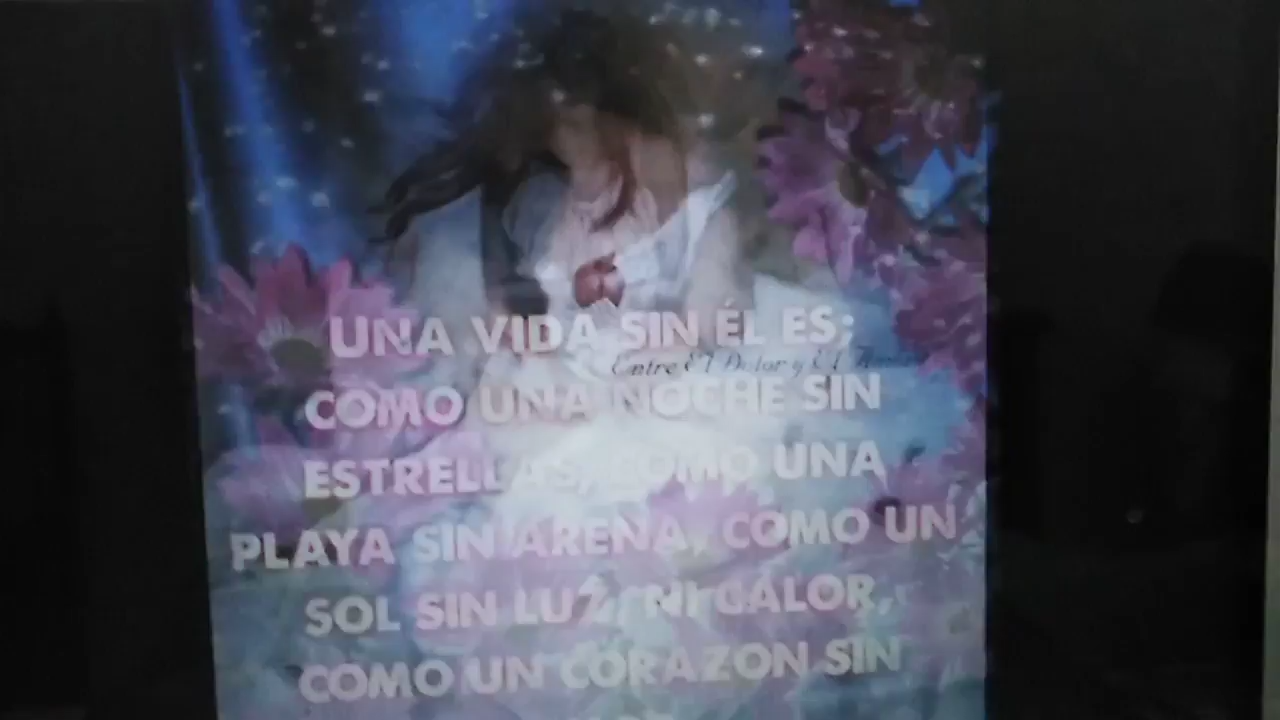 UNA VIDA SIN ÉL ES;
Entre El Dolor y El
COMO UNA NOCHE SIN
ESTRELLAS, COMO UNA
PLAYA SIN ARENA, COMO UN
SOL SIN LUZ, NI CALOR,
COMO UN CORAZON SIN